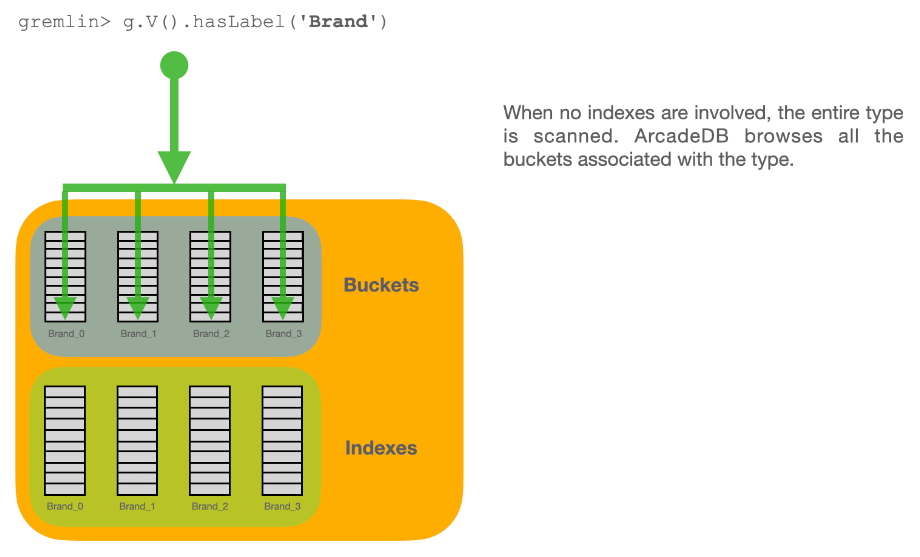 gremlin> g.V().hasLabel('Brand')
When no indexes are involved, the entire type
is scanned. ArcadeDB browses all the
buckets associated with the type.
Buckets
Brand_0 Brand_1 Brand_2 Brand_3
Indexes
Brand_0 Brand_1 Brand_2 Brand_3